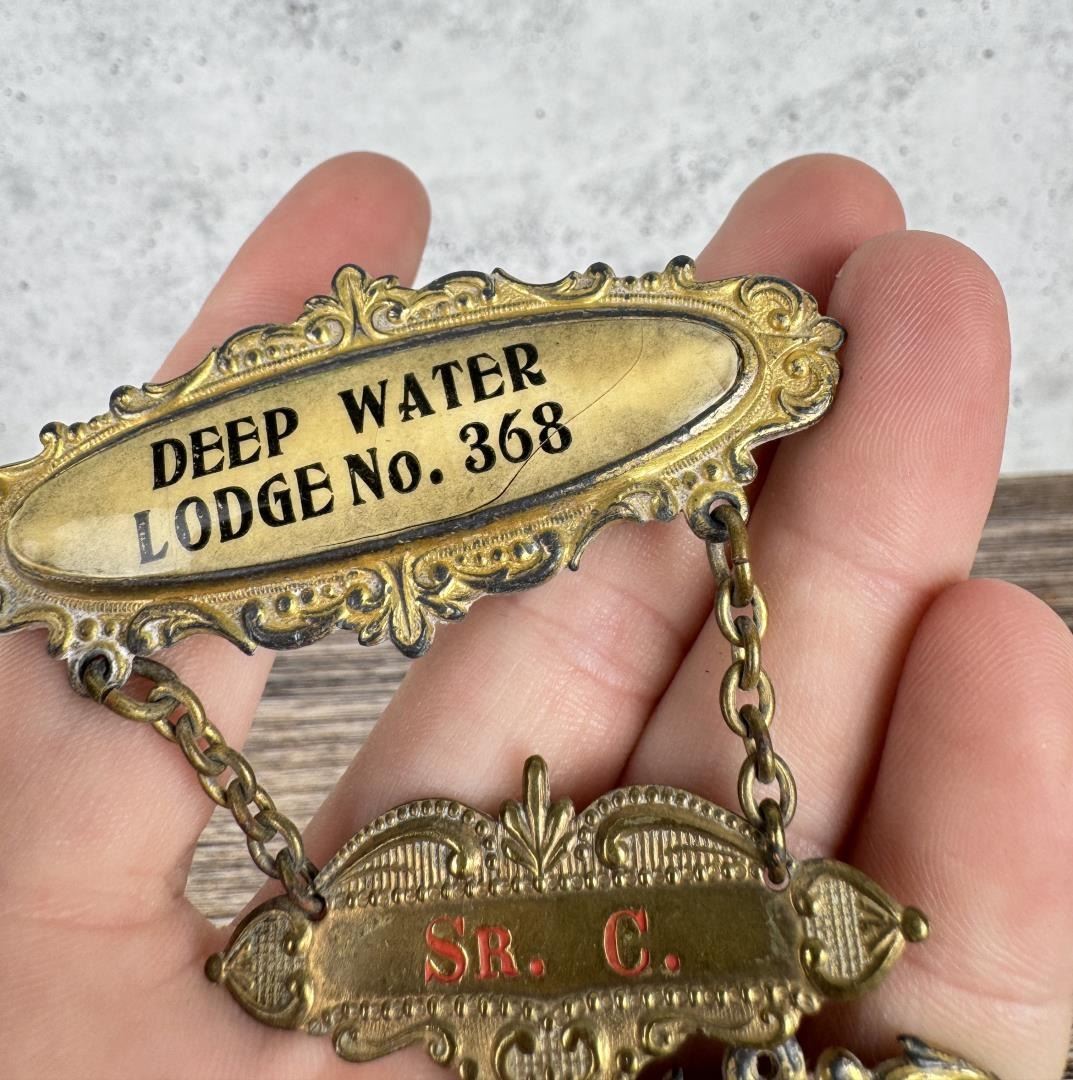 DEEP WATER
LODGE No. 368
SR. C.